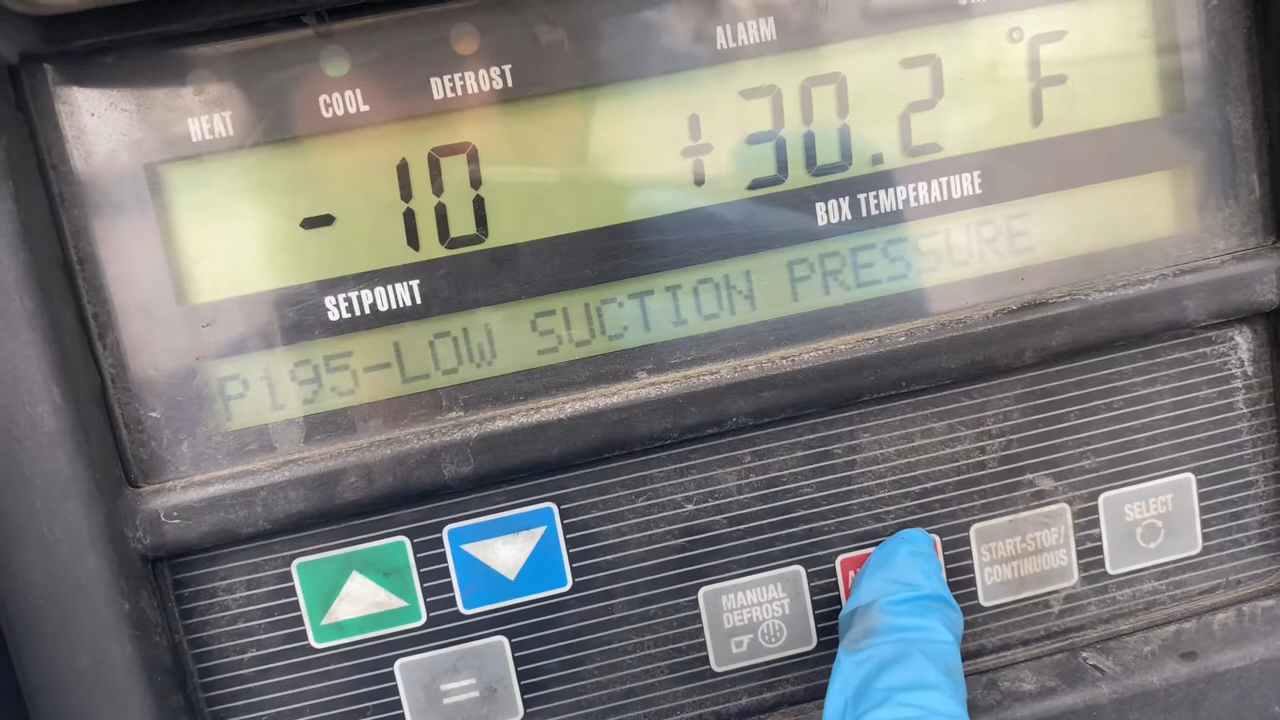 HEAT
COOL
DEFROST
ALARM
-10
+30.2 °F
SETPOINT
BOX TEMPERATURE
P195-LOW SUCTION PRESSURE
MANUAL
DEFROST
START-STOP/
CONTINUOUS
SELECT
=